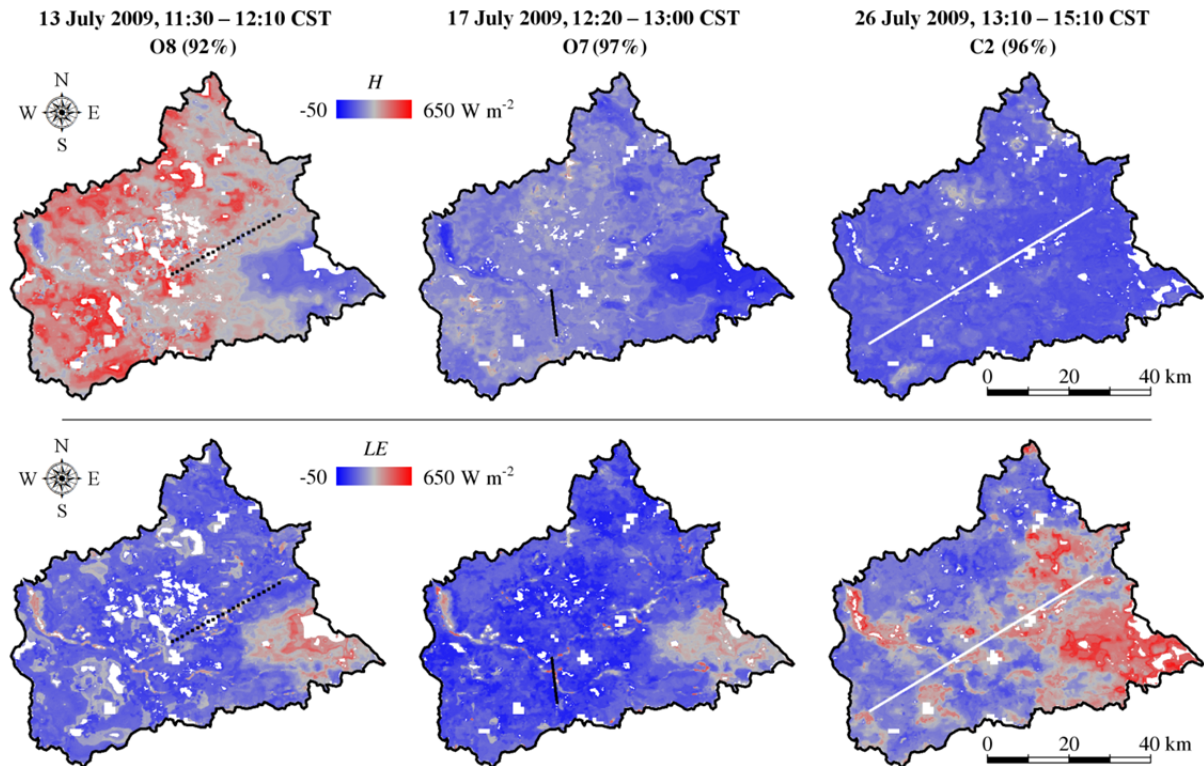 13 July 2009, 11:30 – 12:10 CST
O8 (92%)
17 July 2009, 12:20 – 13:00 CST
O7 (97%)
26 July 2009, 13:10 – 15:10 CST
C2 (96%)
N
W E
S
H
-50 650 W m⁻²
0 20 40 km
N
W E
S
LE
-50 650 W m⁻²
0 20 40 km